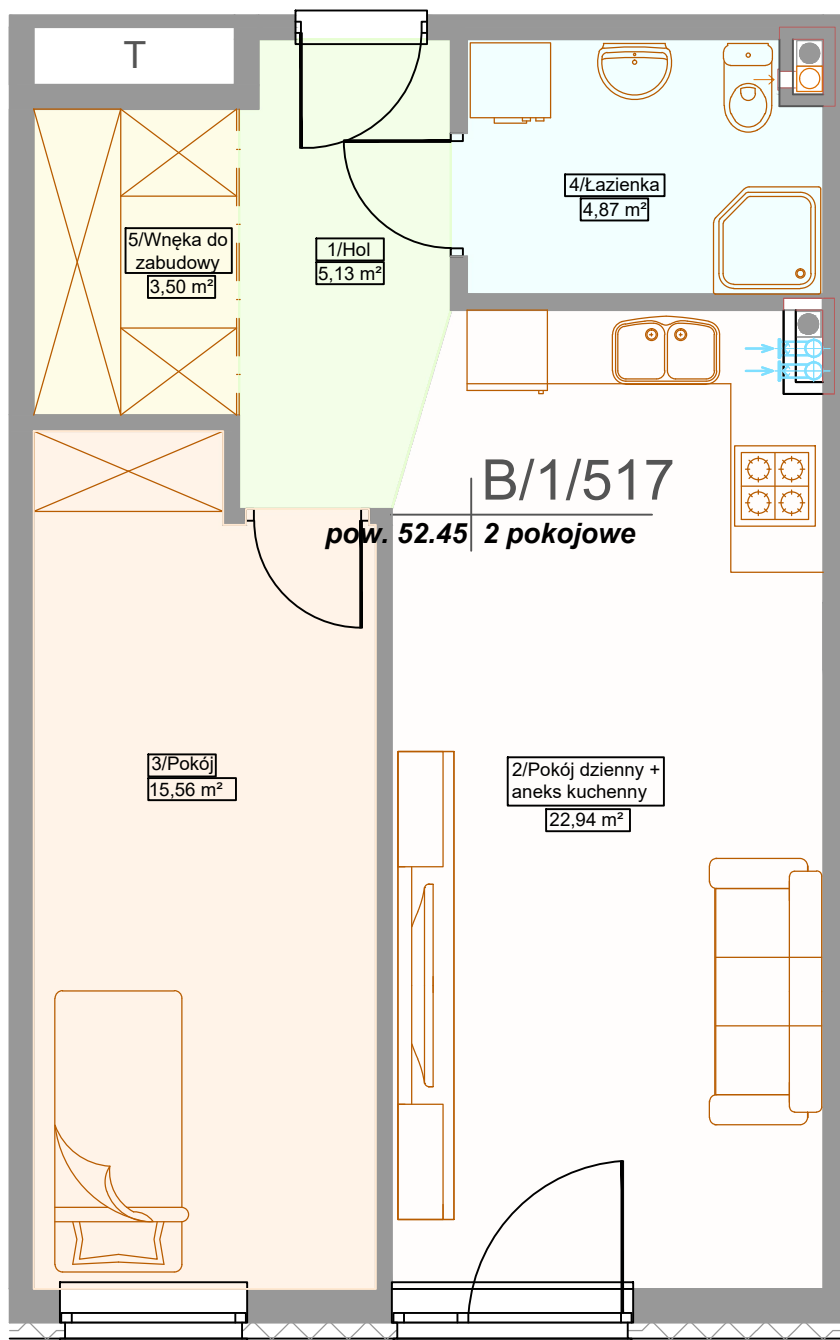 T
4/Łazienka
4,87 m²
5/Wnęka do
zabudowy
3,50 m²
1/Hol
5,13 m²
B/1/517
pow. 52.45 2 pokojowe
3/Pokój
15,56 m²
2/Pokój dzienny +
aneks kuchenny
22,94 m²